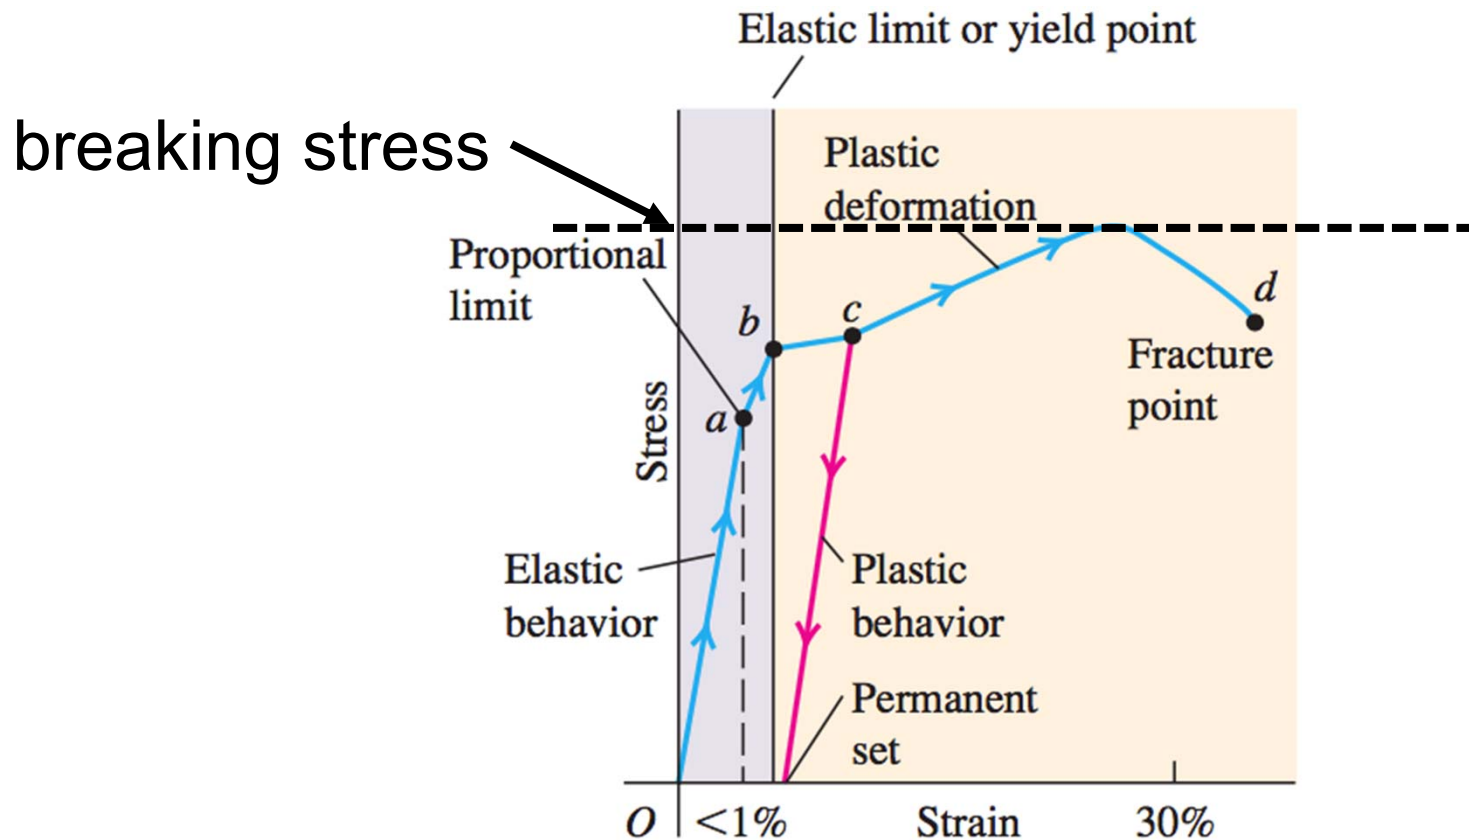 Elastic limit or yield point
breaking stress
Plastic
deformation
Proportional
limit
b
c
d
Fracture
point
a
Stress
Elastic
behavior
Plastic
behavior
Permanent
set
O
<1%
Strain
30%